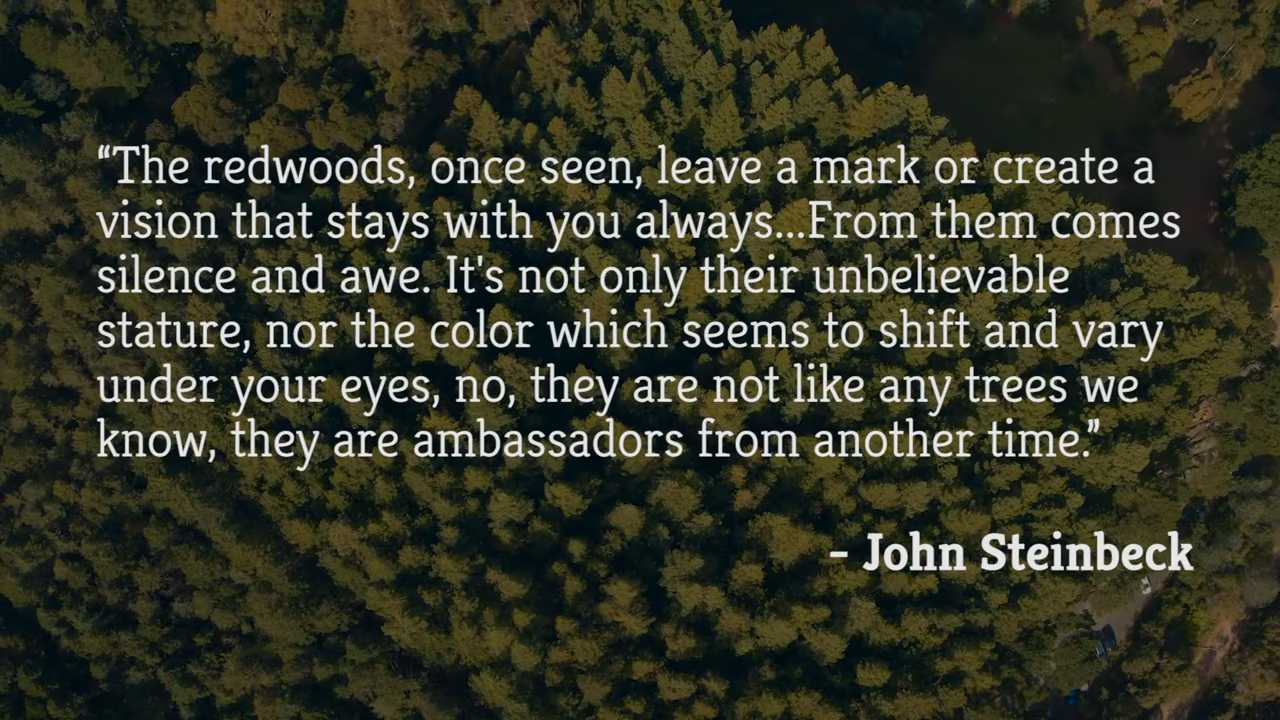 “The redwoods, once seen, leave a mark or create a
vision that stays with you always...From them comes
silence and awe. It's not only their unbelievable
stature, nor the color which seems to shift and vary
under your eyes, no, they are not like any trees we
know, they are ambassadors from another time.”
- John Steinbeck